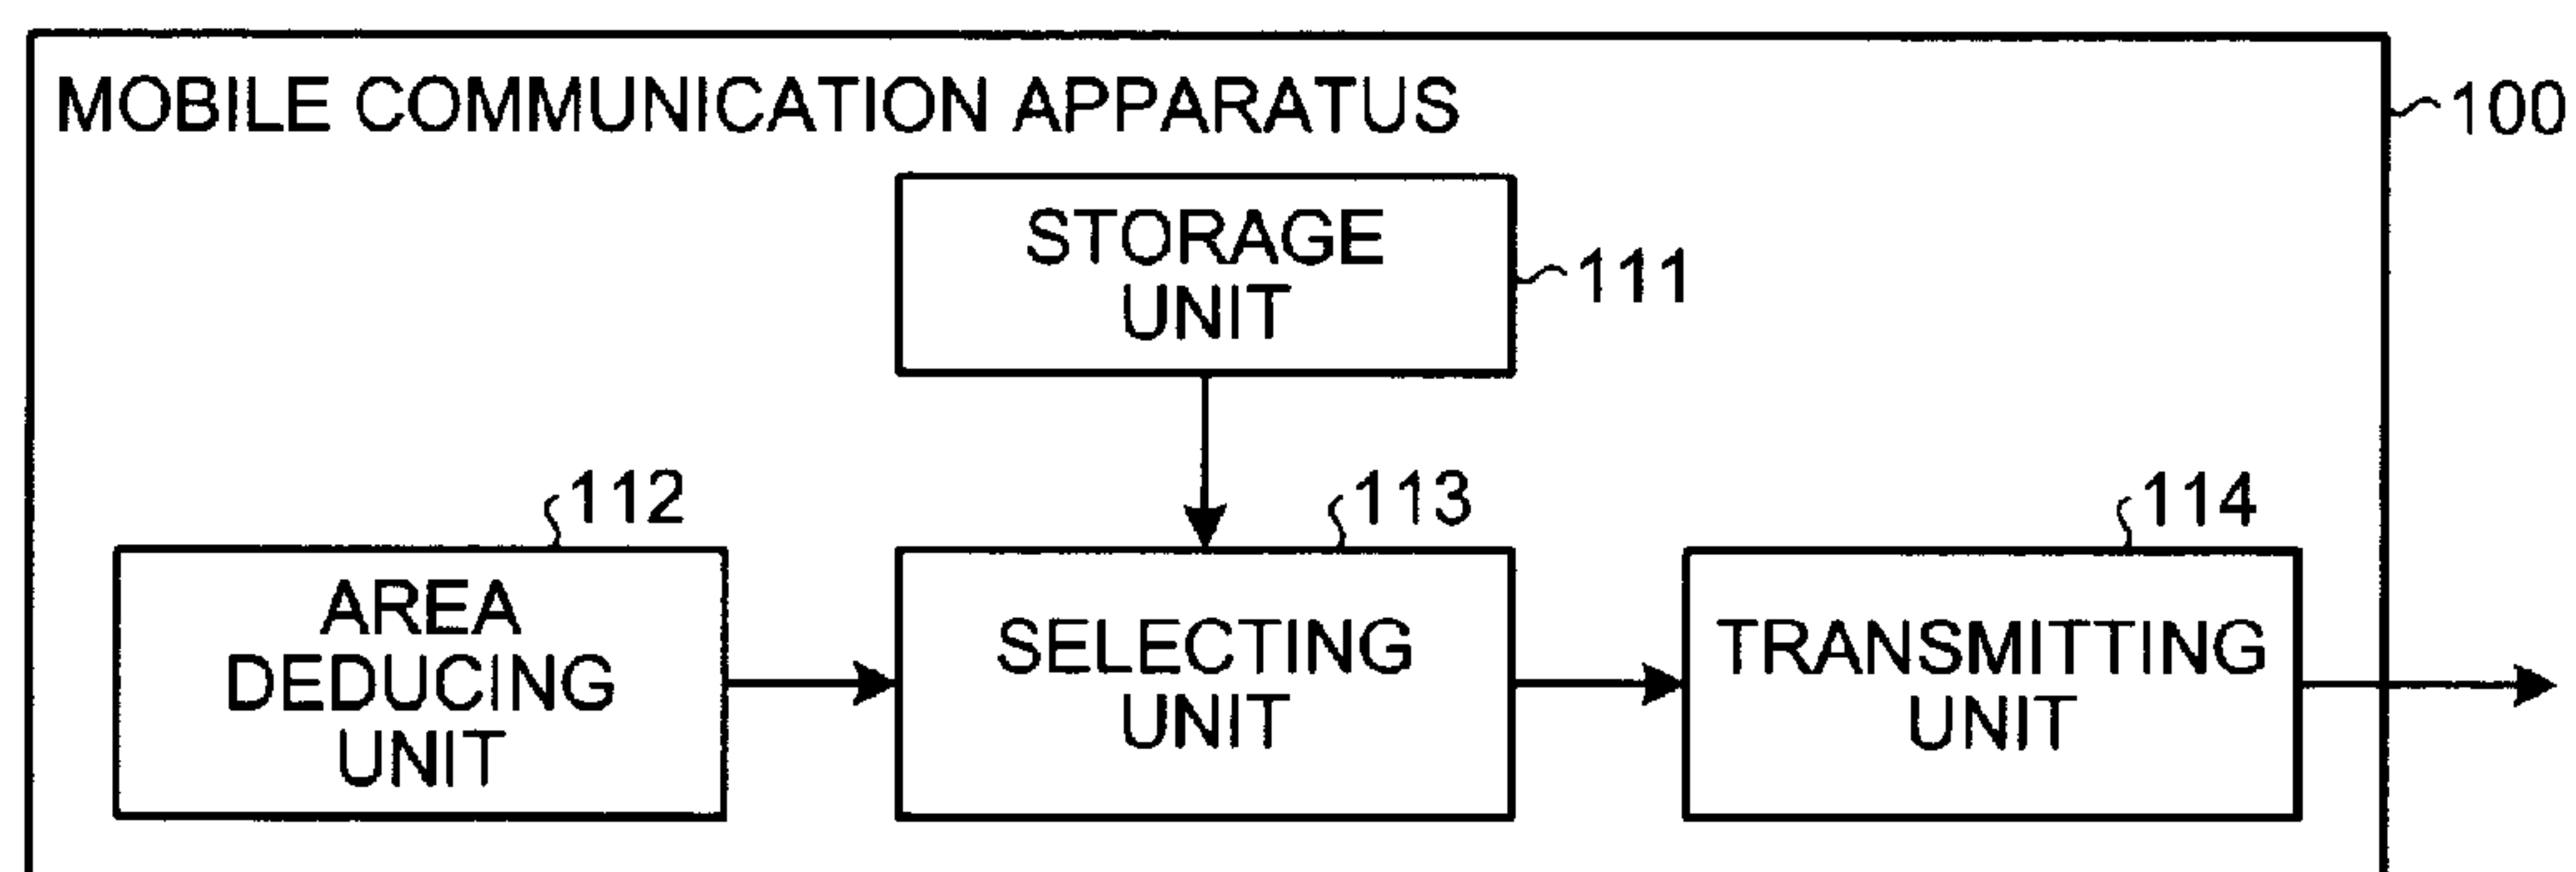 MOBILE COMMUNICATION APPARATUS
100
STORAGE
UNIT
111
112
113
114
AREA
DEDUCING
UNIT
SELECTING
UNIT
TRANSMITTING
UNIT